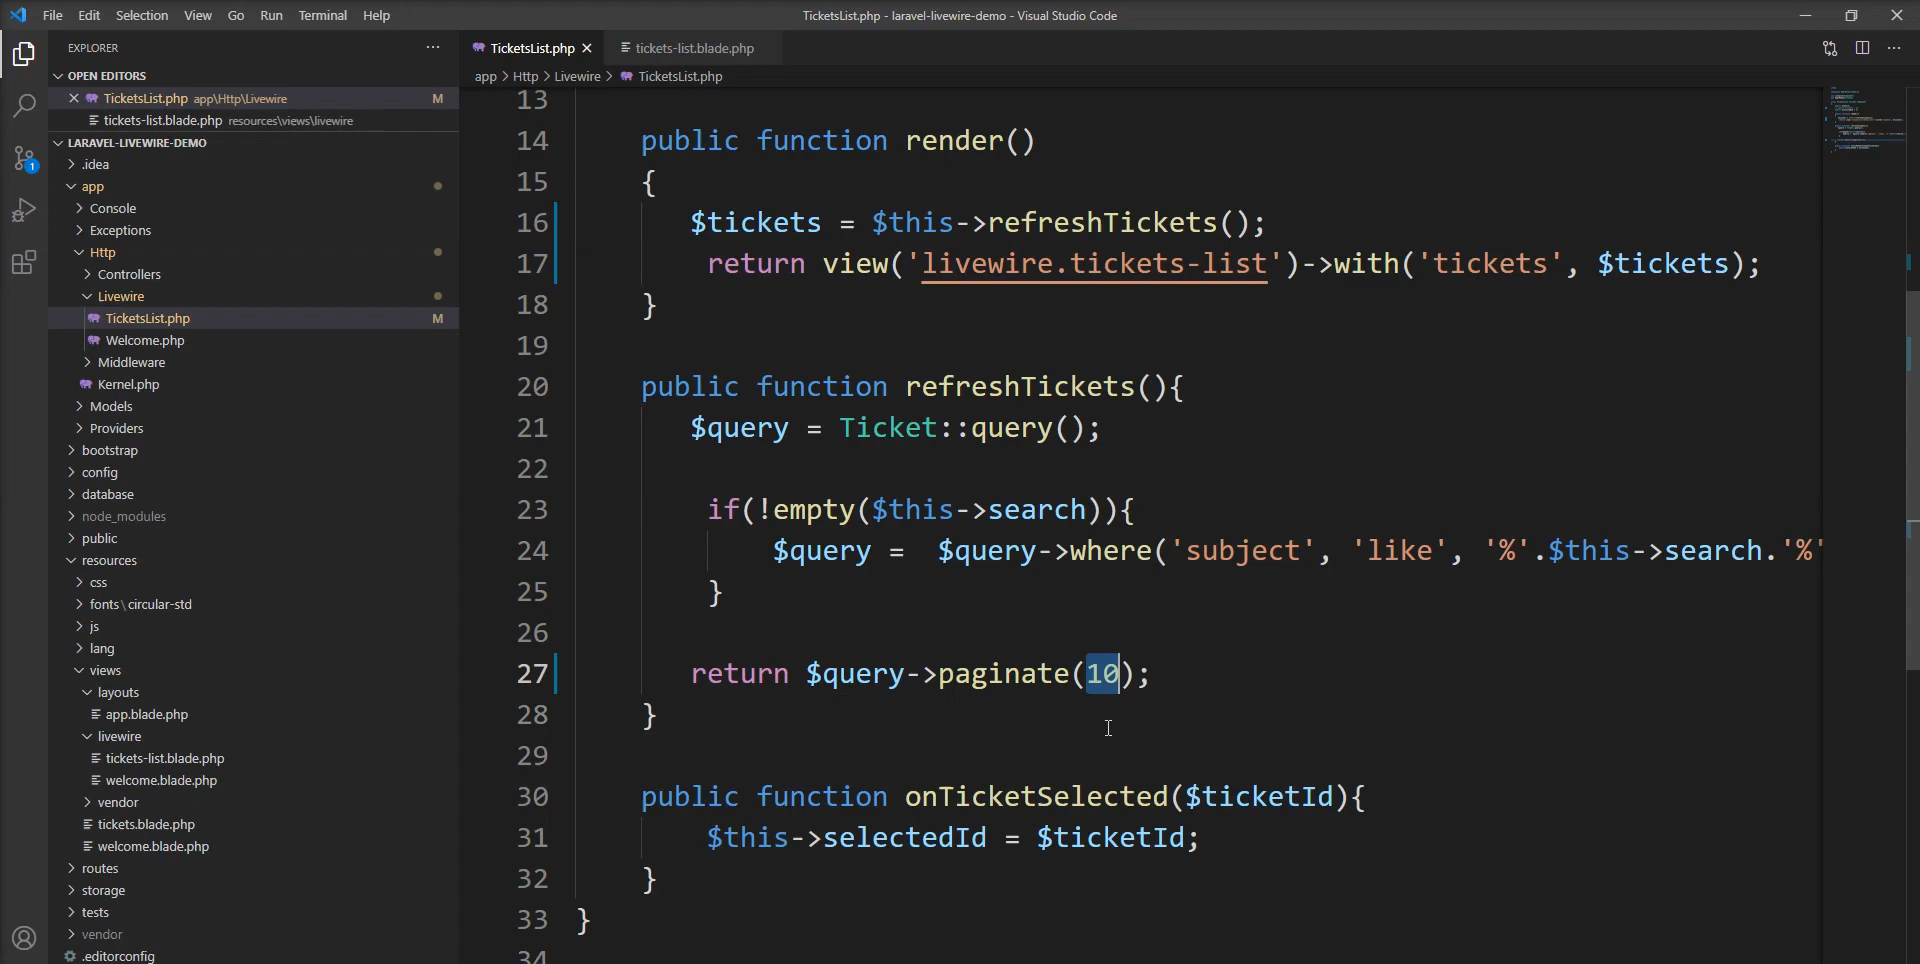 File Edit Selection View Go Run Terminal Help
TicketsList.php - laravel-livewire-demo - Visual Studio Code
EXPLORER
OPEN EDITORS
TicketsList.php app\Http\Livewire M
tickets-list.blade.php resources\views\livewire
LARAVEL-LIVEWIRE-DEMO
.idea
app
Console
Exceptions
Http
Controllers
Livewire
TicketsList.php M
Welcome.php
Middleware
Kernel.php
Models
Providers
bootstrap
config
database
node_modules
public
resources
css
fonts\circular-std
js
lang
views
layouts
app.blade.php
livewire
tickets-list.blade.php
welcome.blade.php
vendor
tickets.blade.php
welcome.blade.php
routes
storage
tests
vendor
.editorconfig
1
TicketsList.php
tickets-list.blade.php
app > Http > Livewire > TicketsList.php
13
14 public function render()
15 {
16 $tickets = $this->refreshTickets();
17 return view('livewire.tickets-list')->with('tickets', $tickets);
18 }
19
20 public function refreshTickets(){
21 $query = Ticket::query();
22
23 if(!empty($this->search)){
24 $query = $query->where('subject', 'like', '%'.$this->search.'%'
25 }
26
27 return $query->paginate(10);
28 }
29
30 public function onTicketSelected($ticketId){
31 $this->selectedId = $ticketId;
32 }
33 }
34